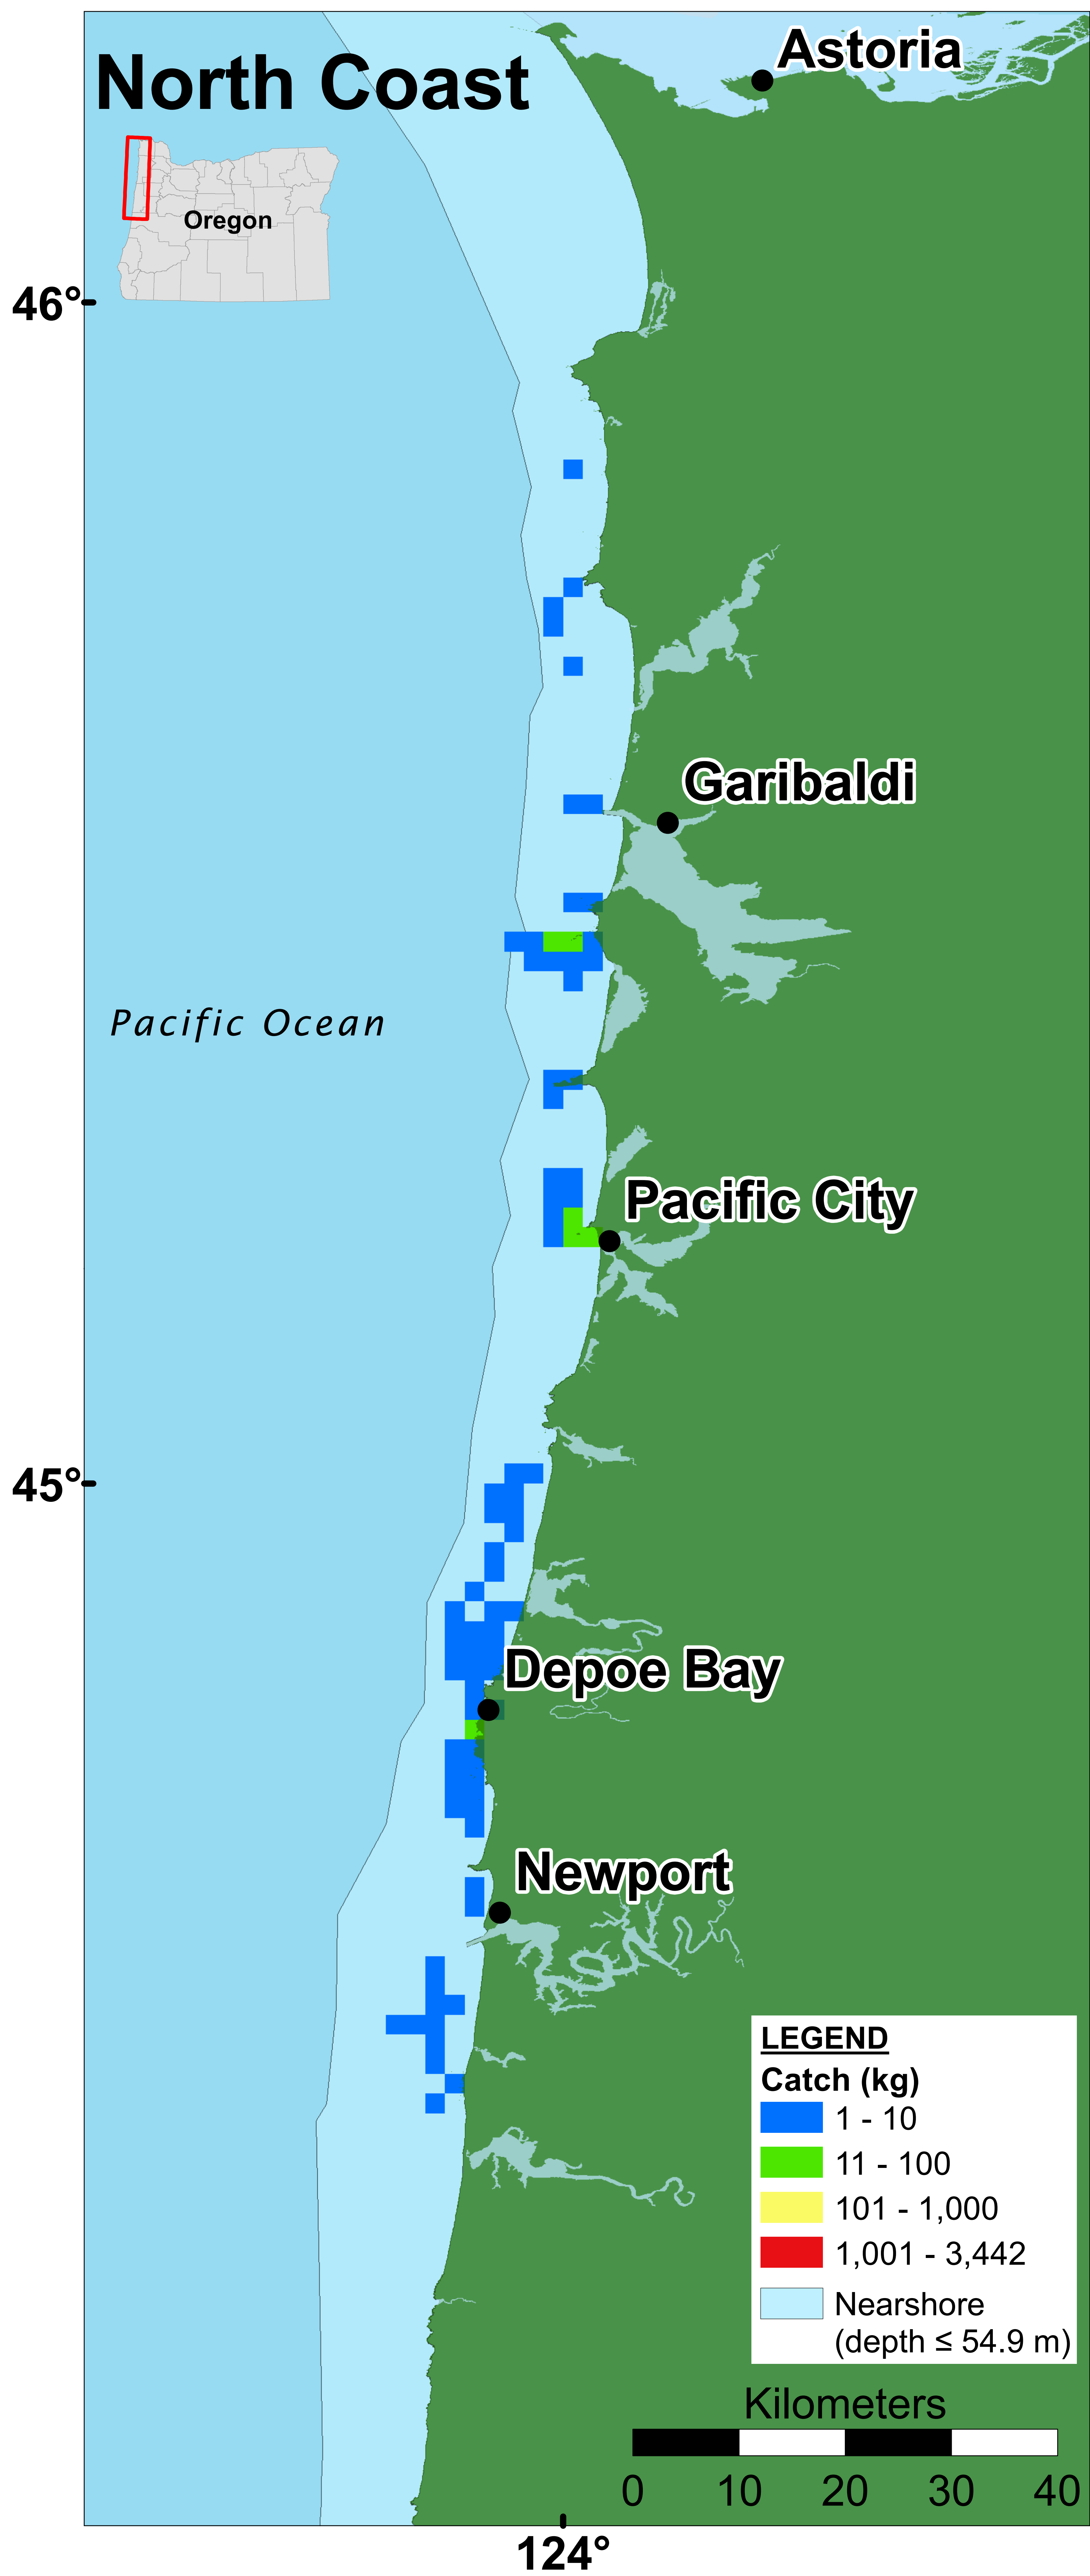 Astoria
North Coast
Oregon
46°
Garibaldi
Pacific Ocean
Pacific City
45°
Depoe Bay
Newport
LEGEND
Catch (kg)
1 - 10
11 - 100
101 - 1,000
1,001 - 3,442
Nearshore
(depth ≤ 54.9 m)
Kilometers
0 10 20 30 40
124°